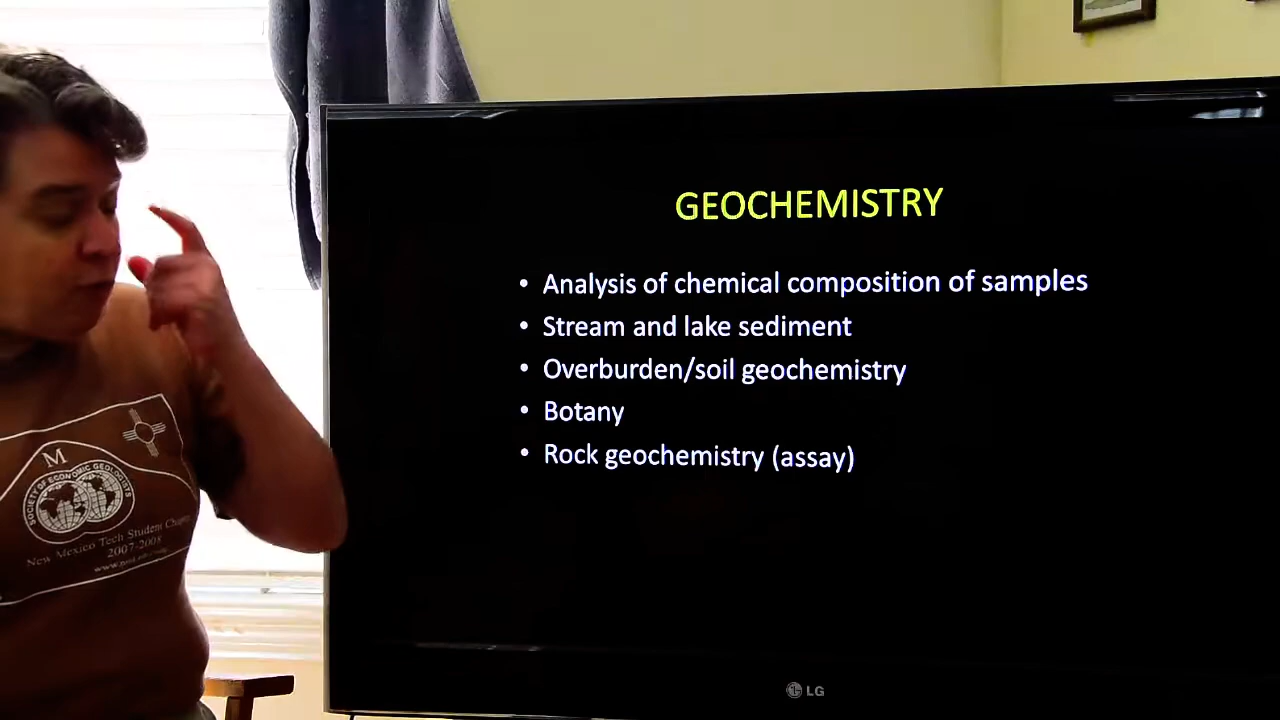 GEOCHEMISTRY
• Analysis of chemical composition of samples
• Stream and lake sediment
• Overburden/soil geochemistry
• Botany
• Rock geochemistry (assay)
M
SOCIETY OF ECONOMIC GEOLOGISTS
New Mexico Tech Student Chapter
2007-2008
LG